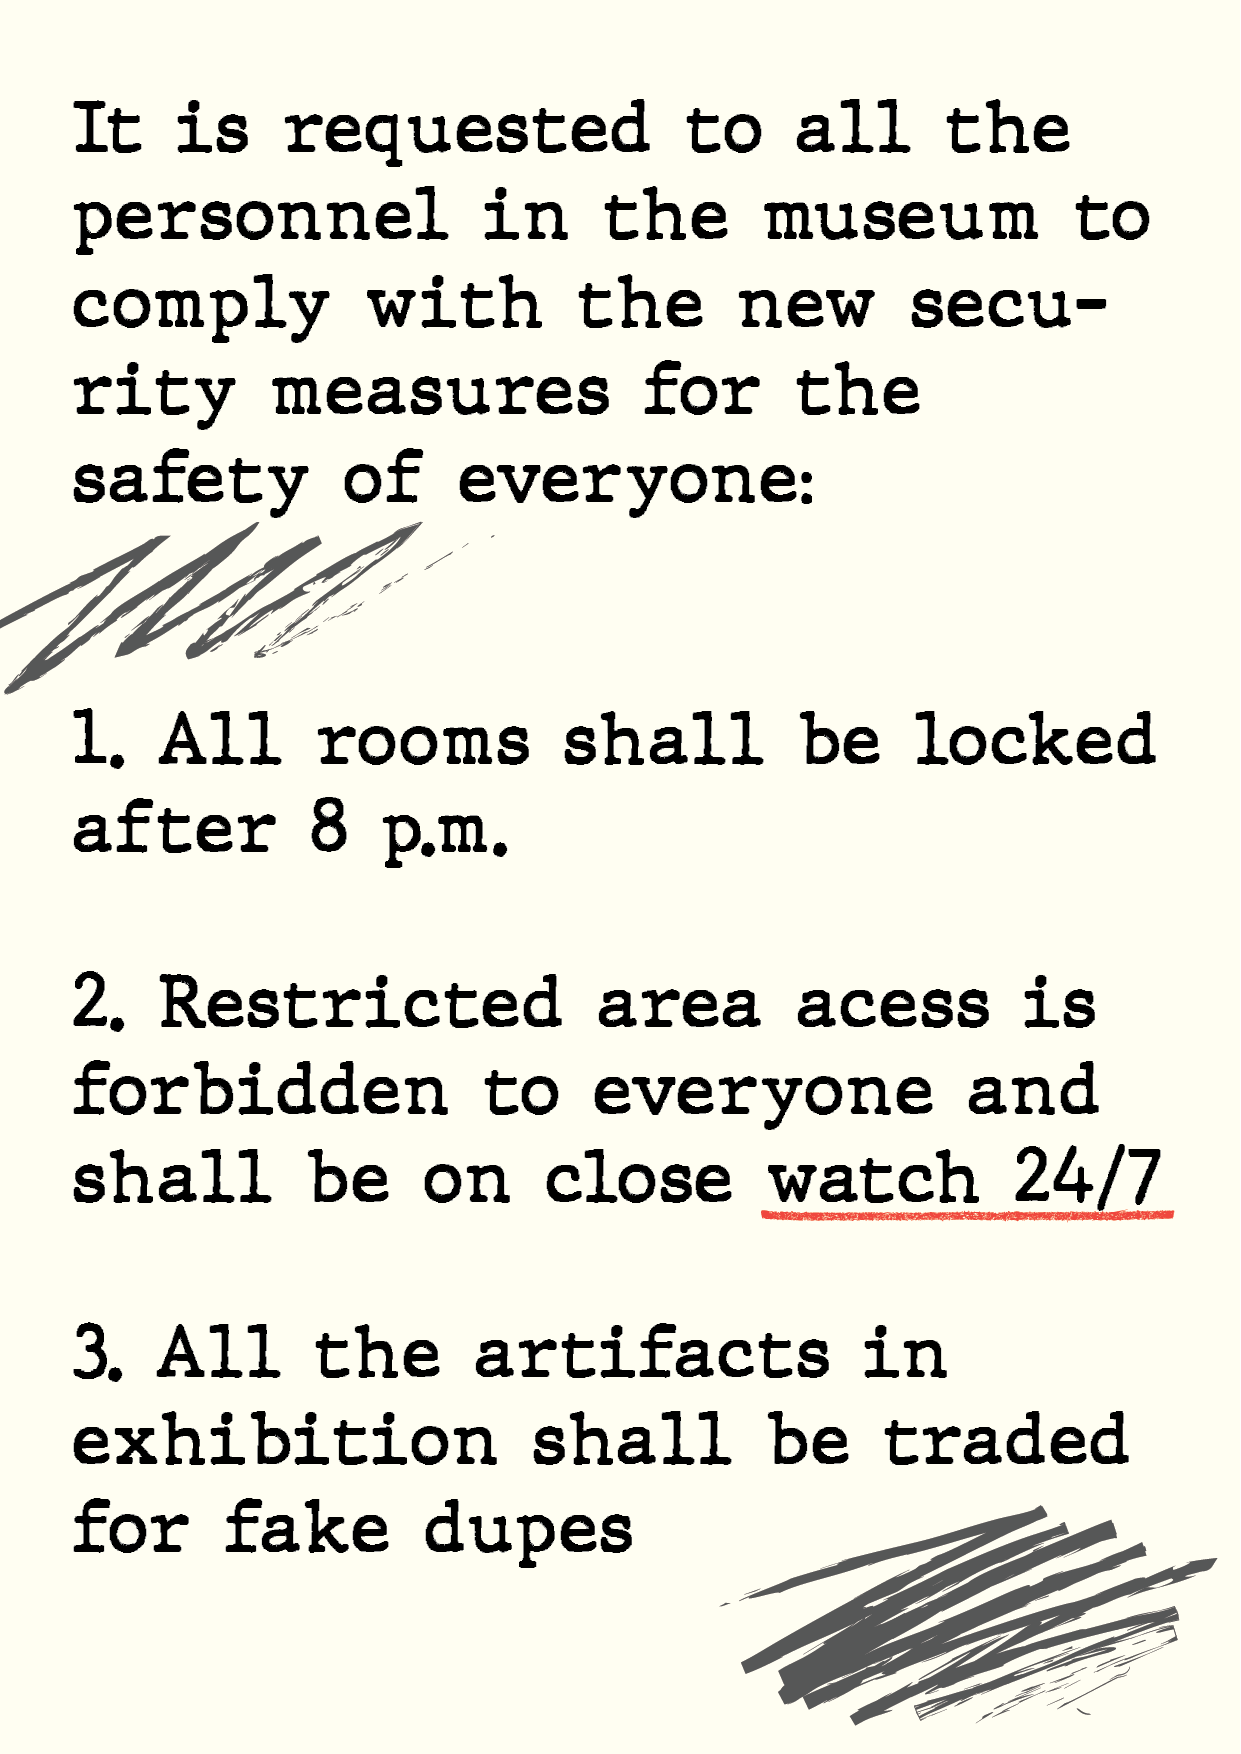 It is requested to all the
personnel in the museum to
comply with the new secu-
rity measures for the
safety of everyone:
1. All rooms shall be locked
after 8 p.m.
2. Restricted area acess is
forbidden to everyone and
shall be on close watch 24/7
3. All the artifacts in
exhibition shall be traded
for fake dupes